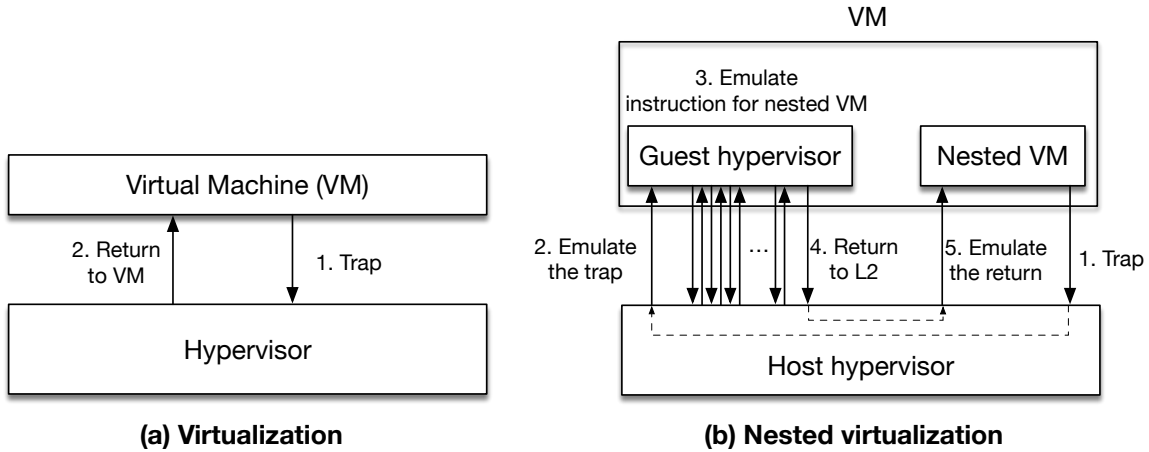 Virtual Machine (VM)
2. Return
to VM
1. Trap
Hypervisor
(a) Virtualization
VM
3. Emulate
instruction for nested VM
Guest hypervisor
Nested VM
2. Emulate
the trap
...
4. Return
to L2
5. Emulate
the return
1. Trap
Host hypervisor
(b) Nested virtualization